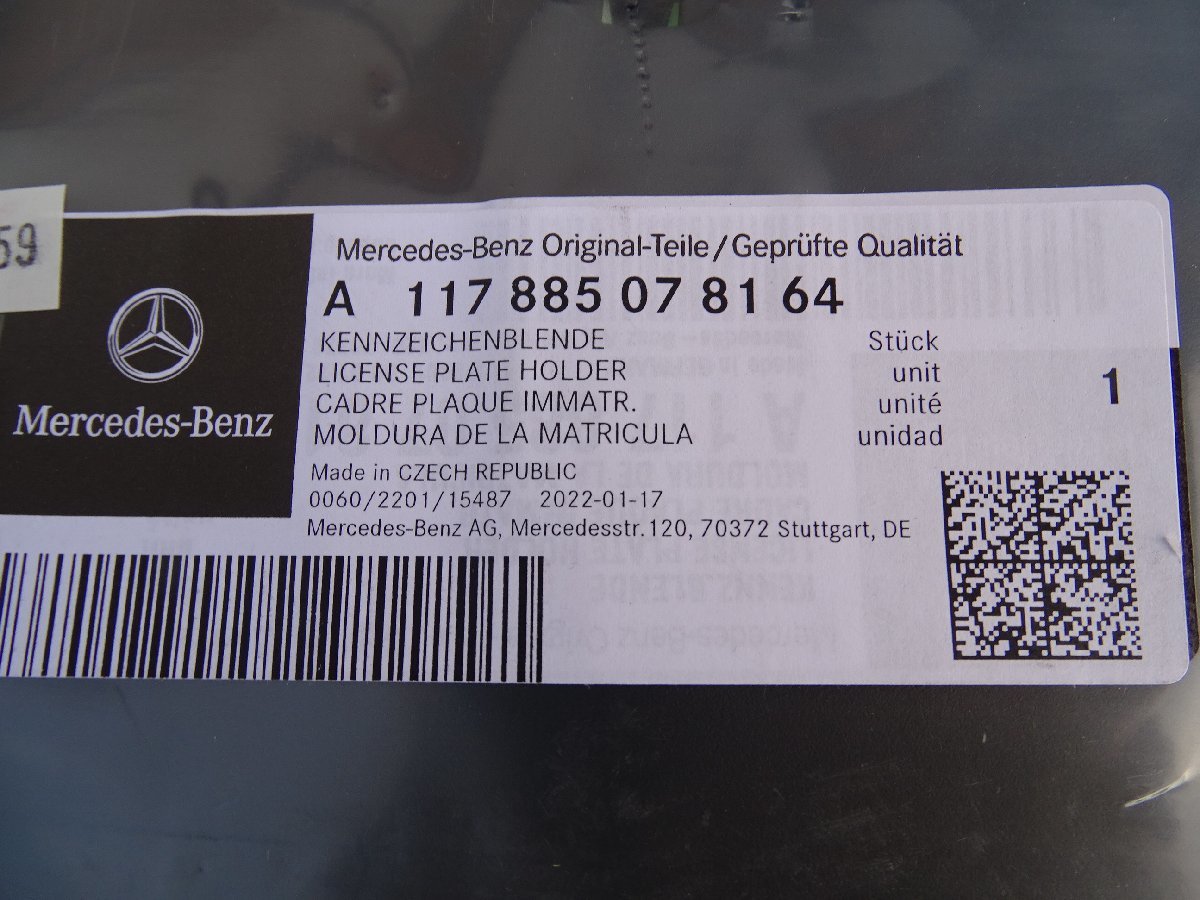 59
Mercedes-Benz
Mercedes-Benz Original-Teile/Geprüfte Qualität
A 117 885 07 81 64
KENNZEICHENBLENDE Stück
LICENSE PLATE HOLDER unit
CADRE PLAQUE IMMATR. unité
MOLDURA DE LA MATRICULA unidad
1
Made in CZECH REPUBLIC
0060/2201/15487 2022-01-17
Mercedes-Benz AG, Mercedesstr.120, 70372 Stuttgart, DE